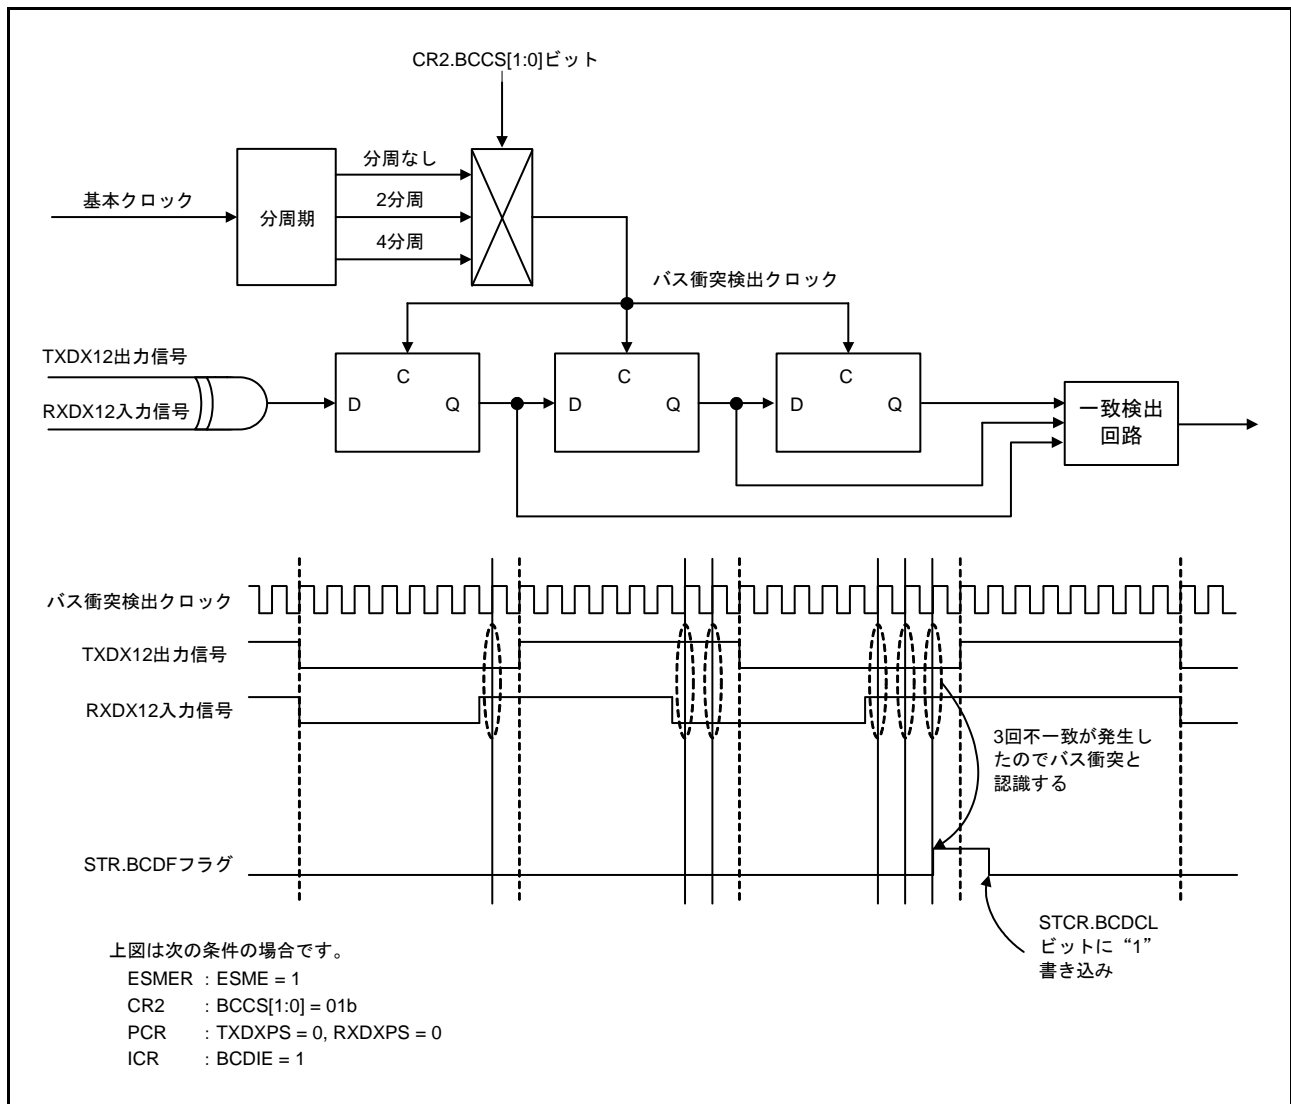 CR2.BCCS[1:0]ビット
分周なし
基本クロック
分周期
2分周
4分周
バス衝突検出クロック
TXDX12出力信号
RXDX12入力信号
C
D
Q
C
D
Q
C
D
Q
一致検出
回路
バス衝突検出クロック
TXDX12出力信号
RXDX12入力信号
3回不一致が発生し
たのでバス衝突と
認識する
STR.BCDFフラグ
STCR.BCDCL
ビットに“1”
書き込み
上図は次の条件の場合です。
ESMER : ESME = 1
CR2 : BCCS[1:0] = 01b
PCR : TXDXPS = 0, RXDXPS = 0
ICR : BCDIE = 1